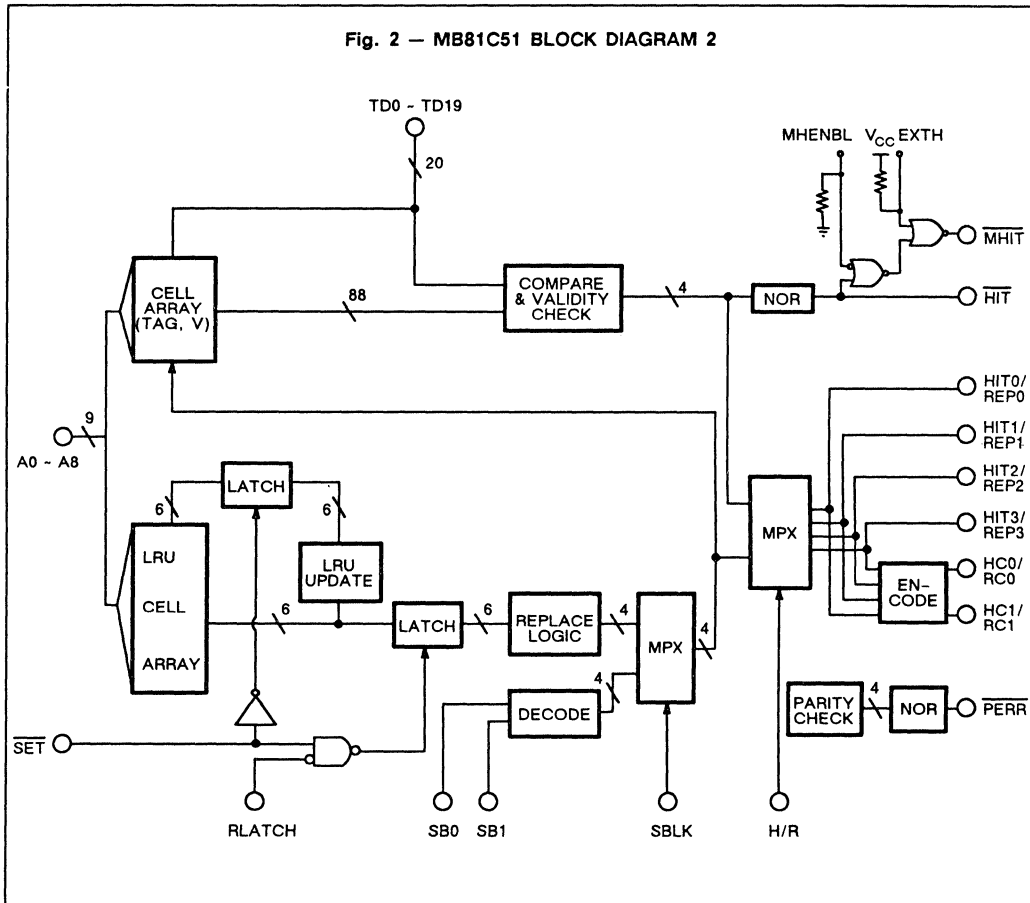 Fig. 2 — MB81C51 BLOCK DIAGRAM 2
TD0 ~ TD19
20
MHENBL
VCC
EXTH
MHIT
CELL
ARRAY
(TAG, V)
88
COMPARE
& VALIDITY
CHECK
4
NOR
HIT
9
A0 ~ A8
HIT0/
REP0
HIT1/
REP1
HIT2/
REP2
HIT3/
REP3
HC0/
RC0
HC1/
RC1
LATCH
6
6
LRU
CELL
ARRAY
LRU
UPDATE
6
LATCH
6
REPLACE
LOGIC
4
MPX
4
MPX
EN-
CODE
DECODE
4
PARITY
CHECK
4
NOR
PERR
SET
RLATCH
SB0
SB1
SBLK
H/R